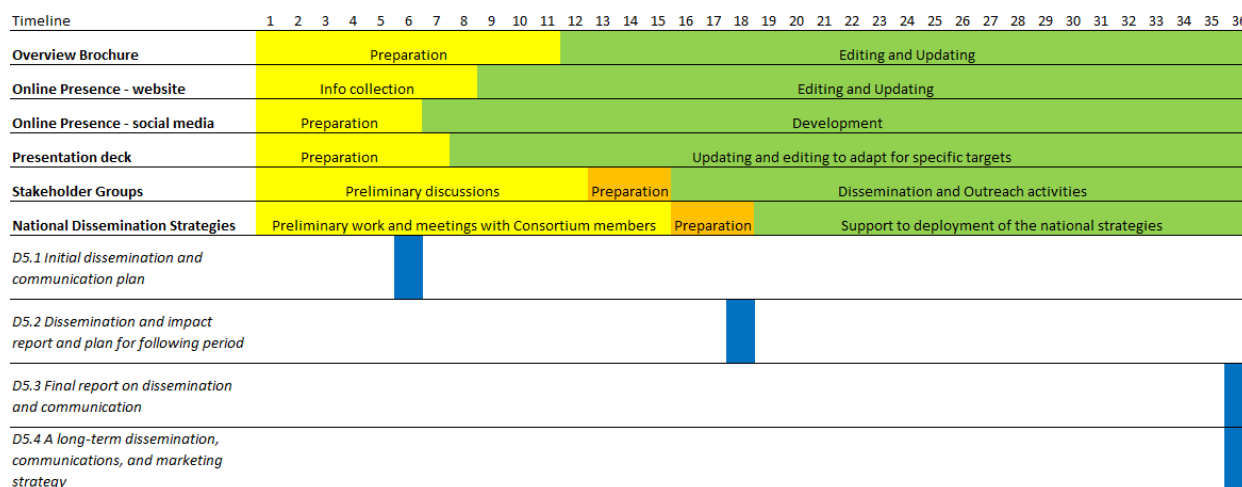 Timeline 1 2 3 4 5 6 7 8 9 10 11 12 13 14 15 16 17 18 19 20 21 22 23 24 25 26 27 28 29 30 31 32 33 34 35 36
Overview Brochure Preparation Editing and Updating
Online Presence - website Info collection Editing and Updating
Online Presence - social media Preparation Development
Presentation deck Preparation Updating and editing to adapt for specific targets
Stakeholder Groups Preliminary discussions Preparation Dissemination and Outreach activities
National Dissemination Strategies Preliminary work and meetings with Consortium members Preparation Support to deployment of the national strategies
D5.1 Initial dissemination and
communication plan
D5.2 Dissemination and impact
report and plan for following period
D5.3 Final report on dissemination
and communication
D5.4 A long-term dissemination,
communications, and marketing
strategy